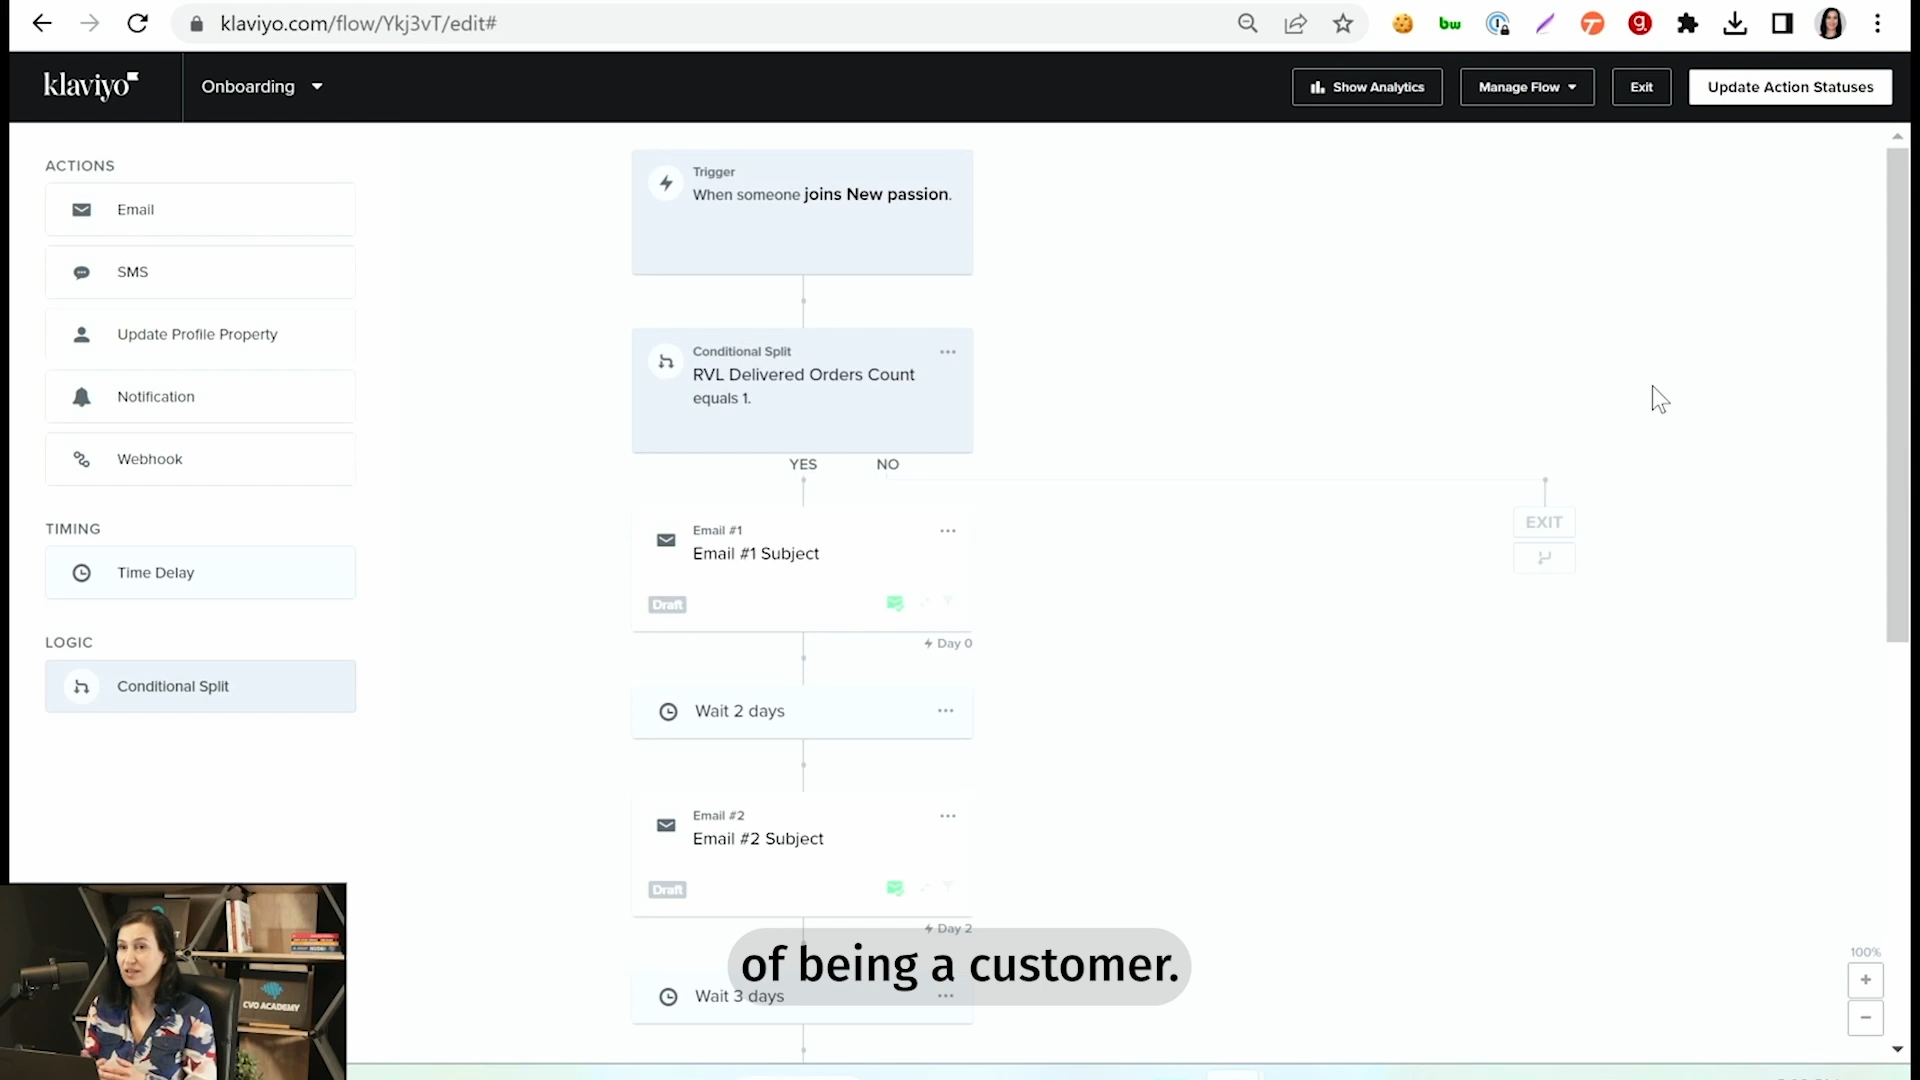 klaviyo.com/flow/Ykj3vT/edit#
bw
g.
klaviyo
Onboarding
Show Analytics
Manage Flow
Exit
Update Action Statuses
ACTIONS
Email
SMS
Update Profile Property
Notification
Webhook
TIMING
Time Delay
LOGIC
Conditional Split
Trigger
When someone joins New passion.
Conditional Split
RVL Delivered Orders Count
equals 1.
YES
NO
EXIT
Email #1
Email #1 Subject
Draft
Day 0
Wait 2 days
Email #2
Email #2 Subject
Draft
Day 2
of being a customer.
Wait 3 days
100%
CVO ACADEMY